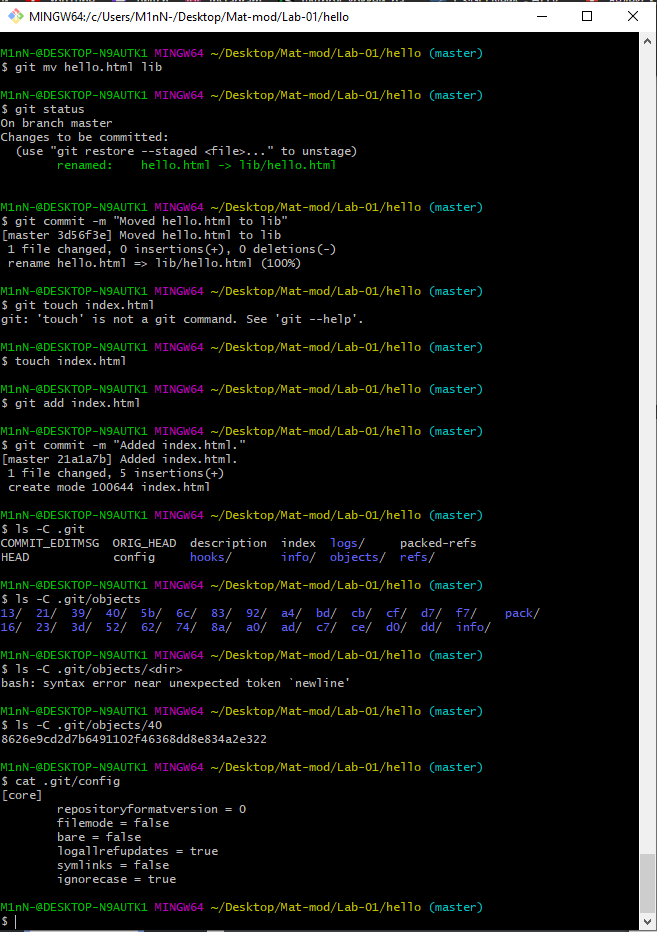 MINGW64:/c/Users/M1nN-/Desktop/Mat-mod/Lab-01/hello
M1nN-@DESKTOP-N9AUTK1 MINGW64 ~/Desktop/Mat-mod/Lab-01/hello (master)
$ git mv hello.html lib
M1nN-@DESKTOP-N9AUTK1 MINGW64 ~/Desktop/Mat-mod/Lab-01/hello (master)
$ git status
On branch master
Changes to be committed:
  (use "git restore --staged <file>..." to unstage)
        renamed:    hello.html -> lib/hello.html
M1nN-@DESKTOP-N9AUTK1 MINGW64 ~/Desktop/Mat-mod/Lab-01/hello (master)
$ git commit -m "Moved hello.html to lib"
[master 3d56f3e] Moved hello.html to lib
 1 file changed, 0 insertions(+), 0 deletions(-)
 rename hello.html => lib/hello.html (100%)
M1nN-@DESKTOP-N9AUTK1 MINGW64 ~/Desktop/Mat-mod/Lab-01/hello (master)
$ git touch index.html
git: 'touch' is not a git command. See 'git --help'.
M1nN-@DESKTOP-N9AUTK1 MINGW64 ~/Desktop/Mat-mod/Lab-01/hello (master)
$ touch index.html
M1nN-@DESKTOP-N9AUTK1 MINGW64 ~/Desktop/Mat-mod/Lab-01/hello (master)
$ git add index.html
M1nN-@DESKTOP-N9AUTK1 MINGW64 ~/Desktop/Mat-mod/Lab-01/hello (master)
$ git commit -m "Added index.html."
[master 21a1a7b] Added index.html.
 1 file changed, 5 insertions(+)
 create mode 100644 index.html
M1nN-@DESKTOP-N9AUTK1 MINGW64 ~/Desktop/Mat-mod/Lab-01/hello (master)
$ ls -C .git
COMMIT_EDITMSG  ORIG_HEAD  description  index  logs/     packed-refs
HEAD            config     hooks/       info/  objects/  refs/
M1nN-@DESKTOP-N9AUTK1 MINGW64 ~/Desktop/Mat-mod/Lab-01/hello (master)
$ ls -C .git/objects
13/  21/  39/  40/  5b/  6c/  83/  92/  a4/  bd/  cb/  cf/  d7/  f7/    pack/
16/  23/  3d/  52/  62/  74/  8a/  a0/  ad/  c7/  ce/  d0/  dd/  info/
M1nN-@DESKTOP-N9AUTK1 MINGW64 ~/Desktop/Mat-mod/Lab-01/hello (master)
$ ls -C .git/objects/<dir>
bash: syntax error near unexpected token `newline'
M1nN-@DESKTOP-N9AUTK1 MINGW64 ~/Desktop/Mat-mod/Lab-01/hello (master)
$ ls -C .git/objects/40
8626e9cd2d7b6491102f46368dd8e834a2e322
M1nN-@DESKTOP-N9AUTK1 MINGW64 ~/Desktop/Mat-mod/Lab-01/hello (master)
$ cat .git/config
[core]
        repositoryformatversion = 0
        filemode = false
        bare = false
        logallrefupdates = true
        symlinks = false
        ignorecase = true
M1nN-@DESKTOP-N9AUTK1 MINGW64 ~/Desktop/Mat-mod/Lab-01/hello (master)
$